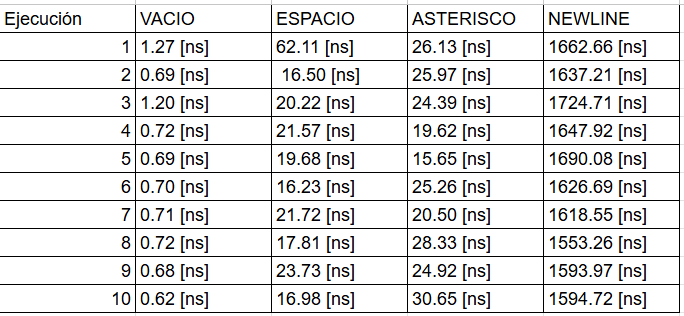 Ejecución VACIO ESPACIO ASTERISCO NEWLINE
1 1.27 [ns] 62.11 [ns] 26.13 [ns] 1662.66 [ns]
2 0.69 [ns] 16.50 [ns] 25.97 [ns] 1637.21 [ns]
3 1.20 [ns] 20.22 [ns] 24.39 [ns] 1724.71 [ns]
4 0.72 [ns] 21.57 [ns] 19.62 [ns] 1647.92 [ns]
5 0.69 [ns] 19.68 [ns] 15.65 [ns] 1690.08 [ns]
6 0.70 [ns] 16.23 [ns] 25.26 [ns] 1626.69 [ns]
7 0.71 [ns] 21.72 [ns] 20.50 [ns] 1618.55 [ns]
8 0.72 [ns] 17.81 [ns] 28.33 [ns] 1553.26 [ns]
9 0.68 [ns] 23.73 [ns] 24.92 [ns] 1593.97 [ns]
10 0.62 [ns] 16.98 [ns] 30.65 [ns] 1594.72 [ns]